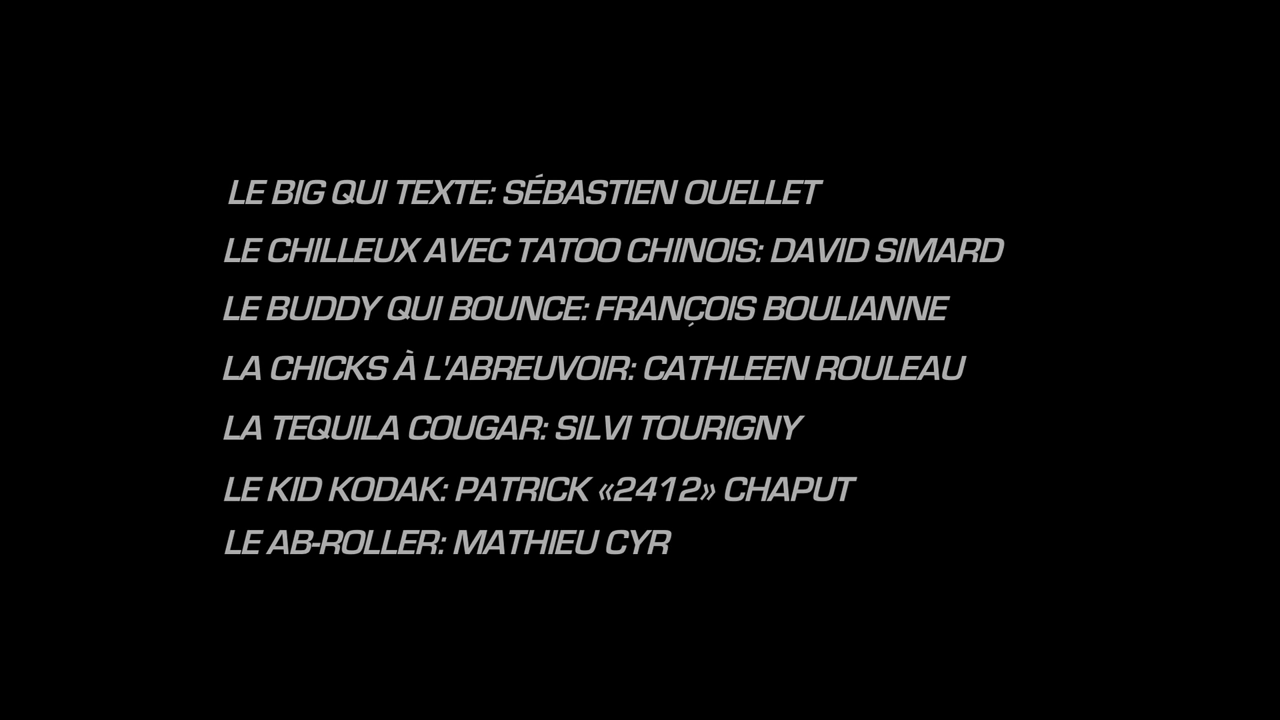 LE BIG QUI TEXTE: SÉBASTIEN OUELLET
LE CHILLEUX AVEC TATOO CHINOIS: DAVID SIMARD
LE BUDDY QUI BOUNCE: FRANÇOIS BOULIANNE
LA CHICKS À L'ABREUVOIR: CATHLEEN ROULEAU
LA TEQUILA COUGAR: SILVI TOURIGNY
LE KID KODAK: PATRICK «2412» CHAPUT
LE AB-ROLLER: MATHIEU CYR